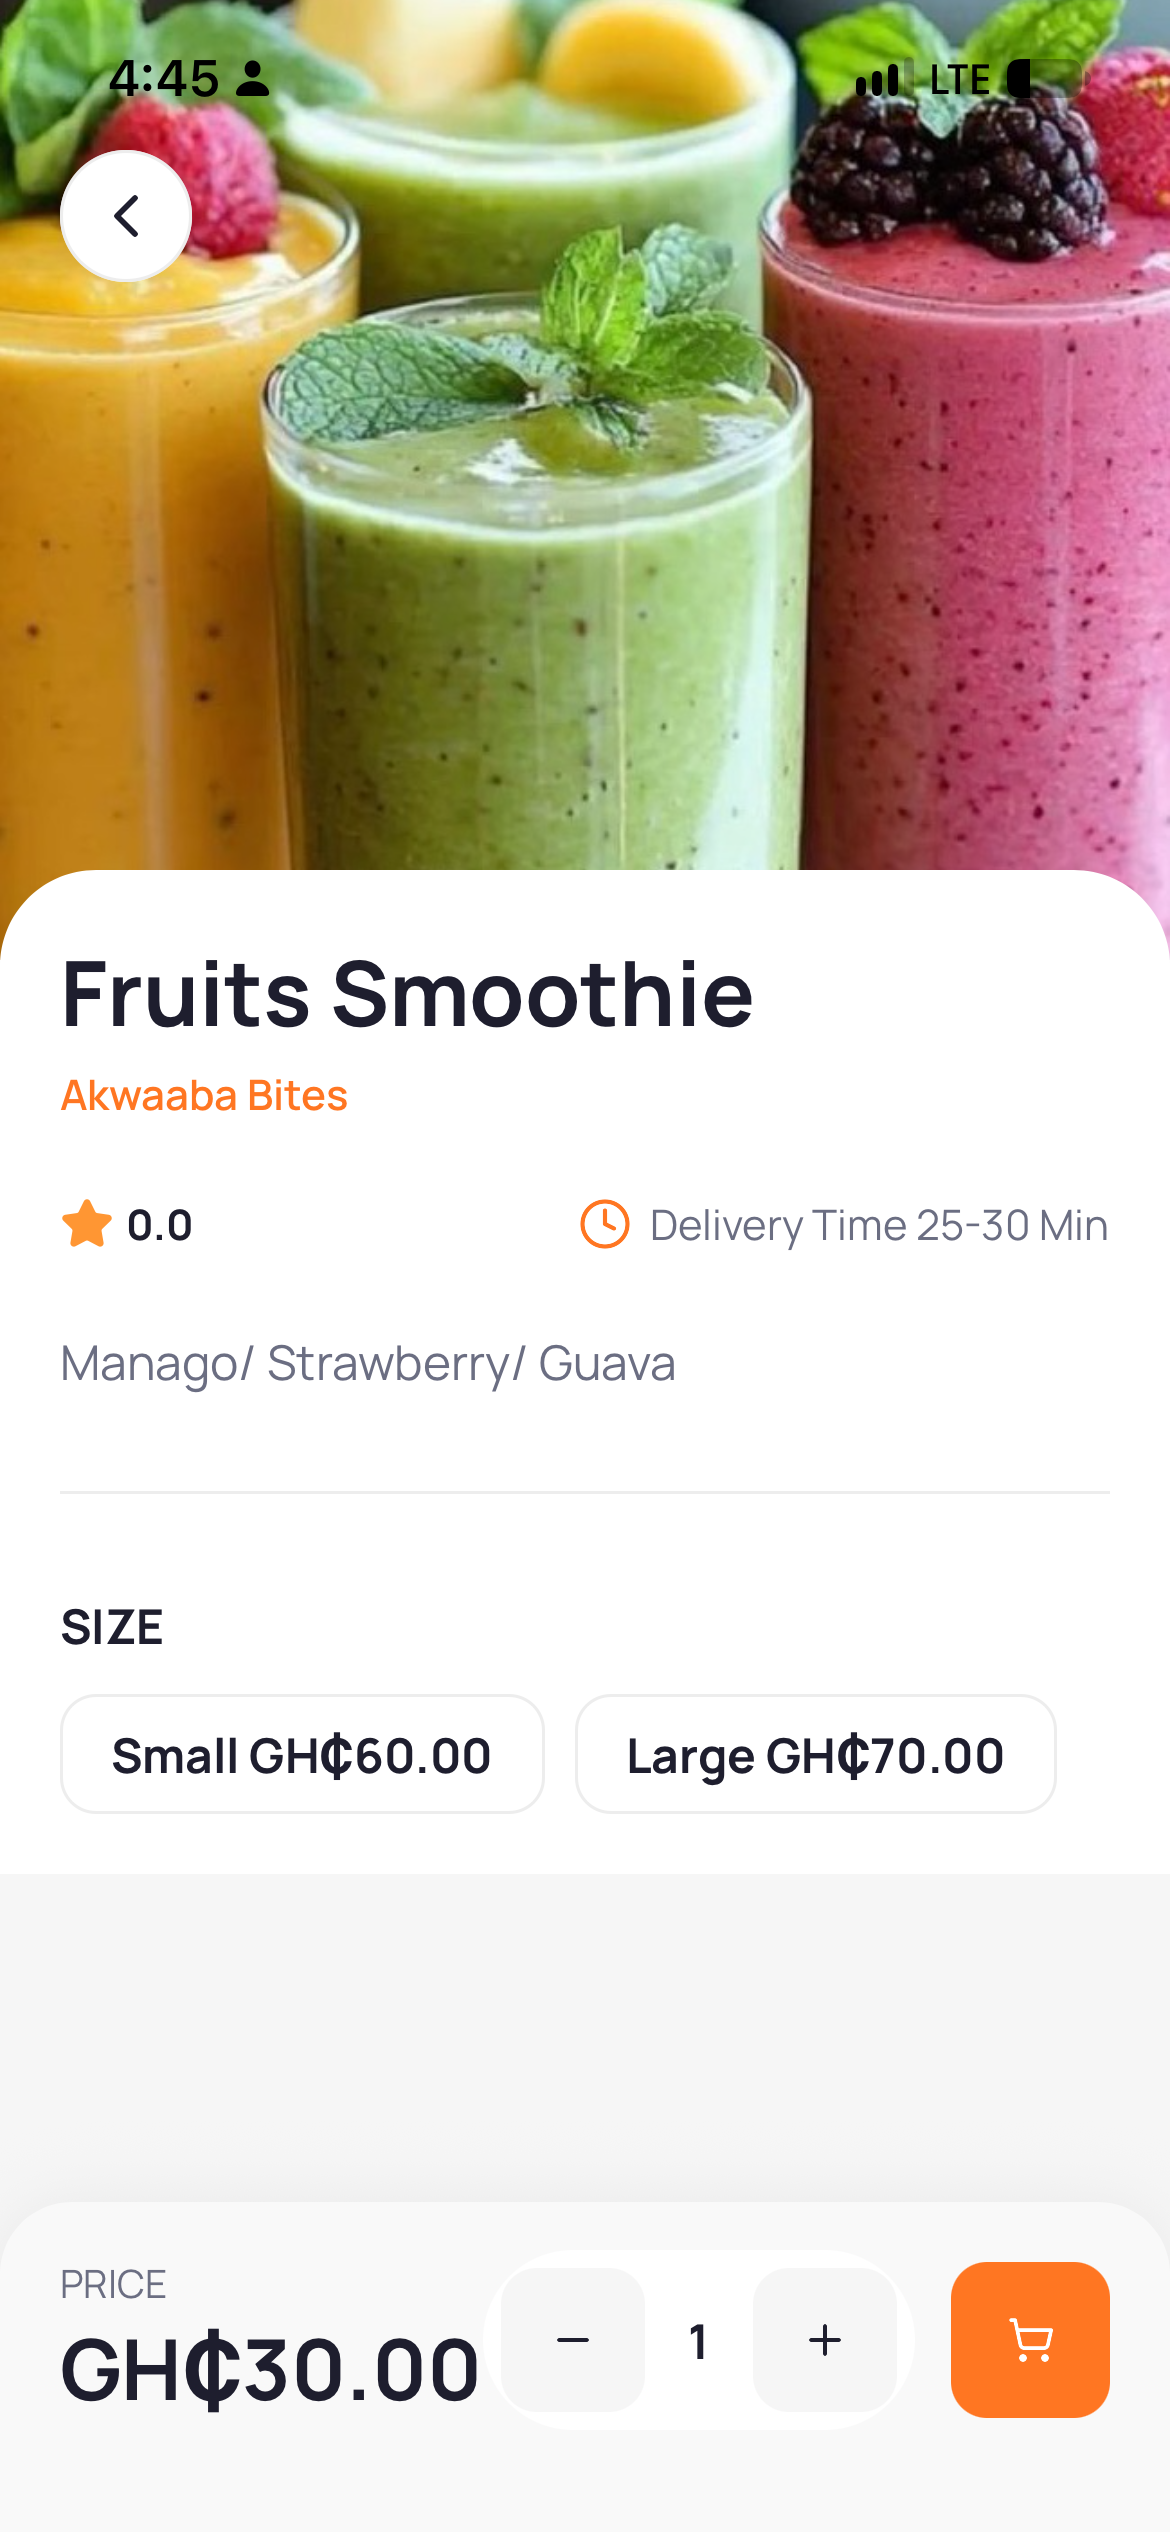 4:45 LTE
Fruits Smoothie
Akwaaba Bites
0.0 Delivery Time 25-30 Min
Manago/ Strawberry/ Guava
SIZE
Small GH₵60.00 Large GH₵70.00
PRICE
GH₵30.00 − 1 +